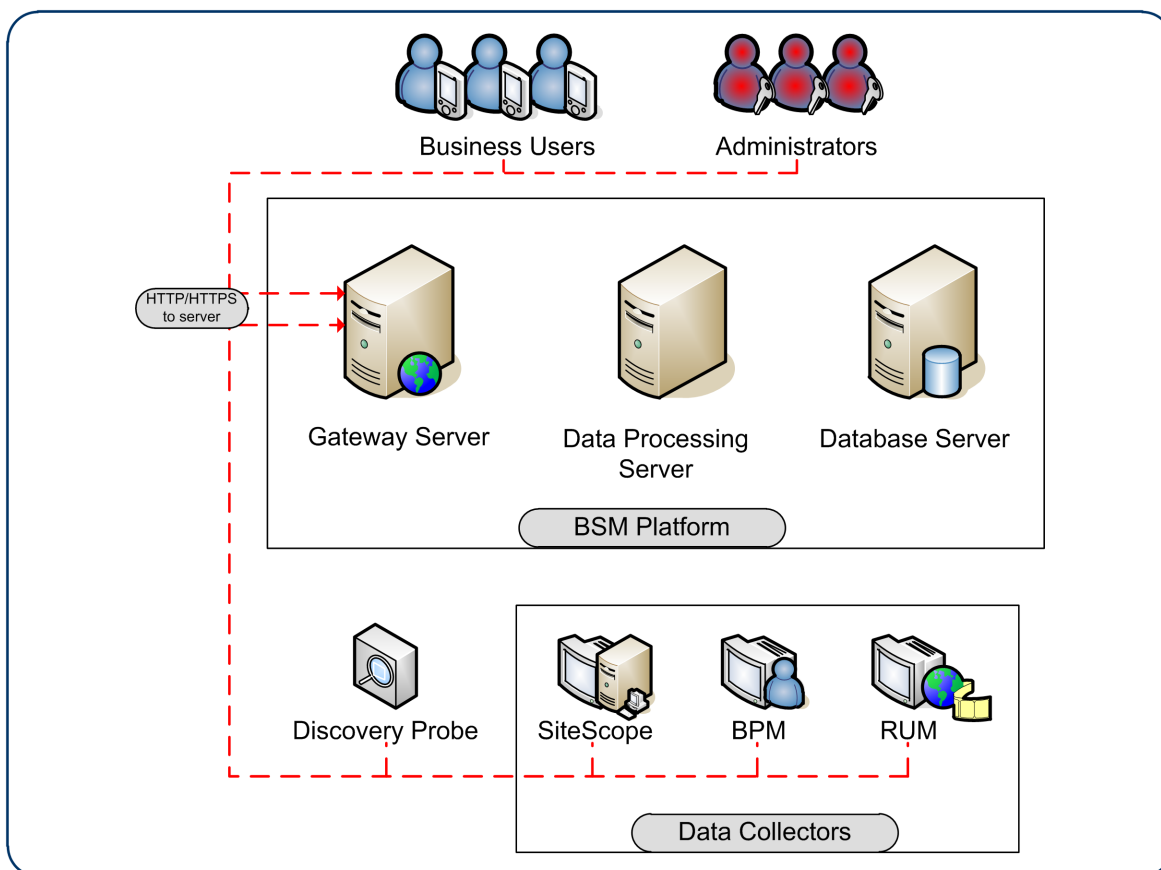 Business Users
Administrators
HTTP/HTTPS
to server
Gateway Server
Data Processing
Server
Database Server
BSM Platform
Discovery Probe
SiteScope
BPM
RUM
Data Collectors